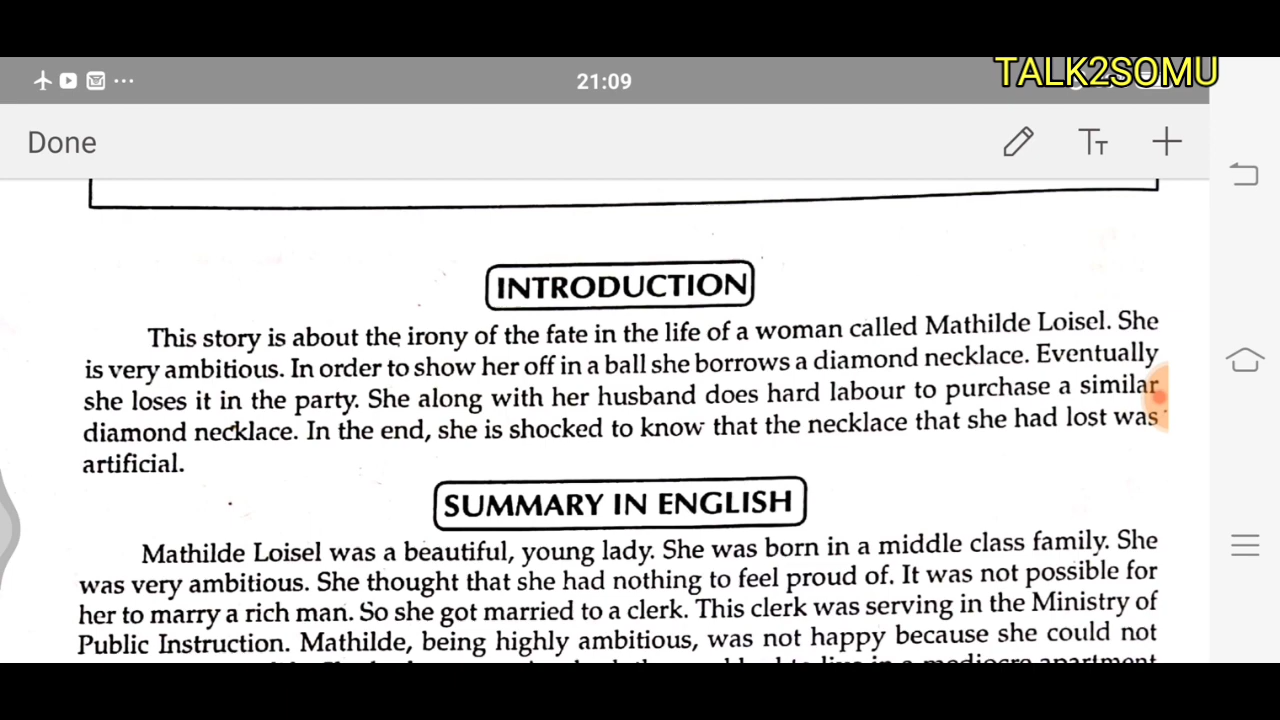 TALK2SOMU
21:09
Done
INTRODUCTION
This story is about the irony of the fate in the life of a woman called Mathilde Loisel. She
is very ambitious. In order to show her off in a ball she borrows a diamond necklace. Eventually
she loses it in the party. She along with her husband does hard labour to purchase a similar
diamond necklace. In the end, she is shocked to know that the necklace that she had lost was
artificial.
SUMMARY IN ENGLISH
Mathilde Loisel was a beautiful, young lady. She was born in a middle class family. She
was very ambitious. She thought that she had nothing to feel proud of. It was not possible for
her to marry a rich man. So she got married to a clerk. This clerk was serving in the Ministry of
Public Instruction. Mathilde, being highly ambitious, was not happy because she could not
to live in a mediocre apartment